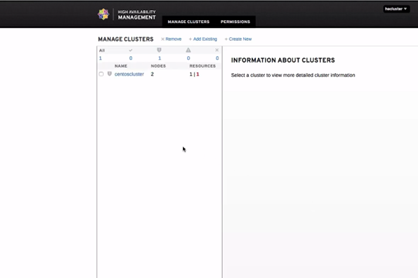 HIGH AVAILABILITY
MANAGEMENT
MANAGE CLUSTERS
PERMISSIONS
hacluster
MANAGE CLUSTERS
Remove
+ Add Existing
+ Create New
All
1 0 1 0 0
NAME NODES RESOURCES
centoscluster 2 1 | 1
INFORMATION ABOUT CLUSTERS
Select a cluster to view more detailed cluster information